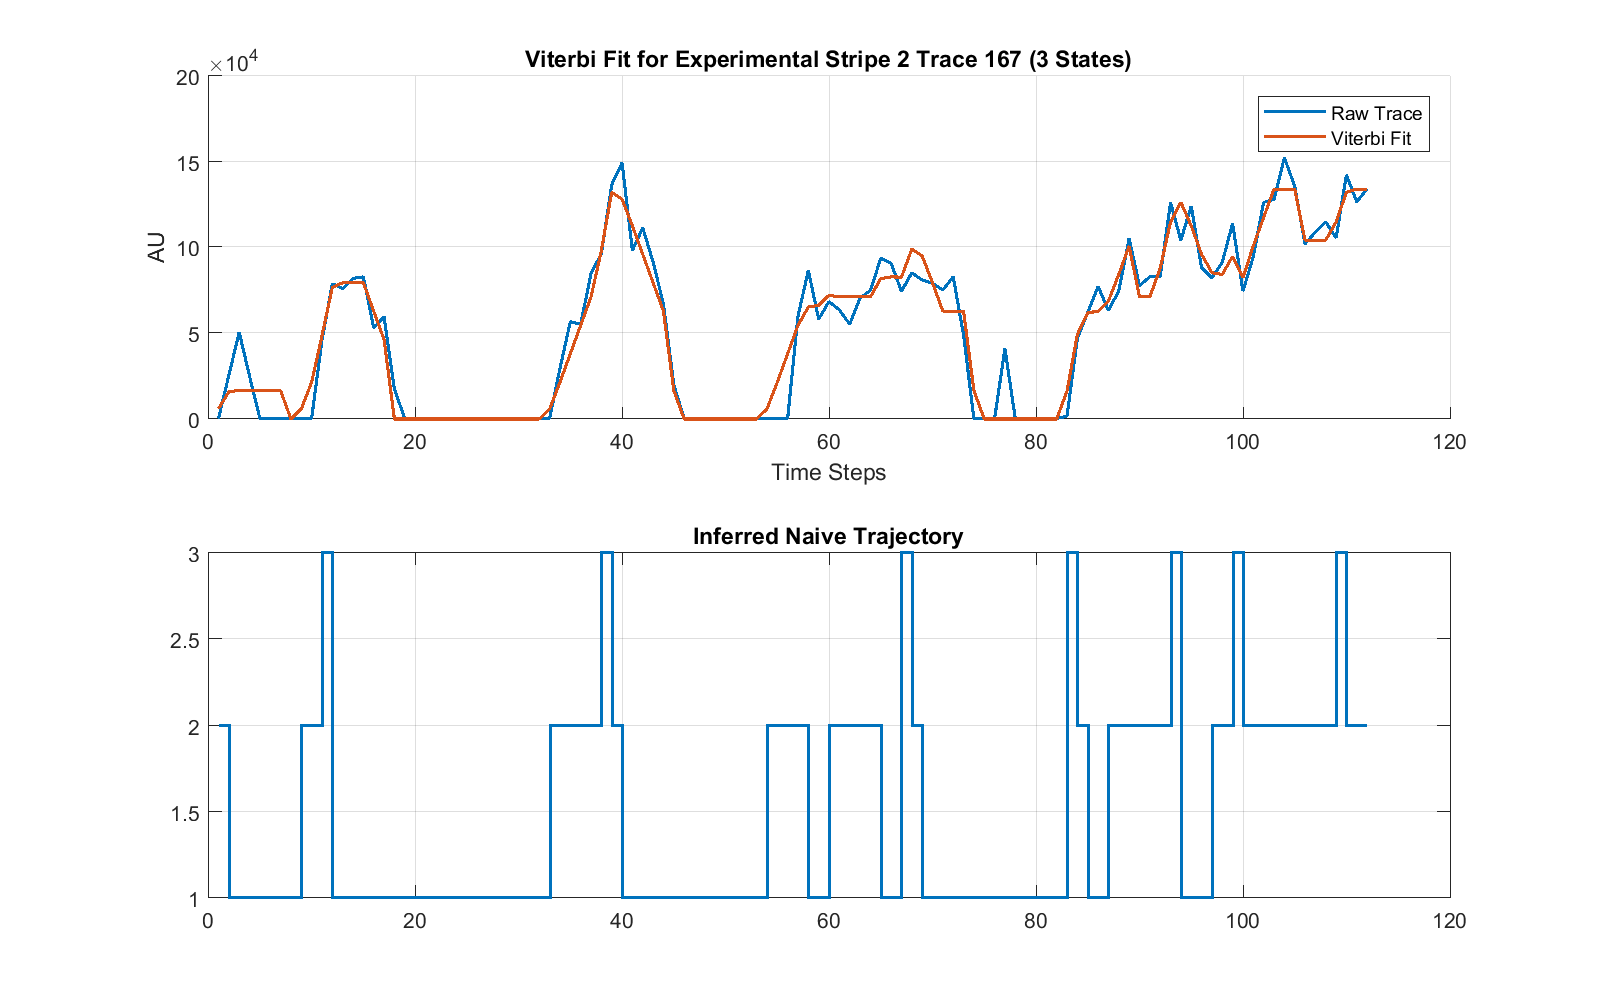 Viterbi Fit for Experimental Stripe 2 Trace 167 (3 States)
×10⁴
20
15
10
5
0
AU
Raw Trace
Viterbi Fit
0 20 40 60 80 100 120
Time Steps
Inferred Naive Trajectory
3
2.5
2
1.5
1
0 20 40 60 80 100 120